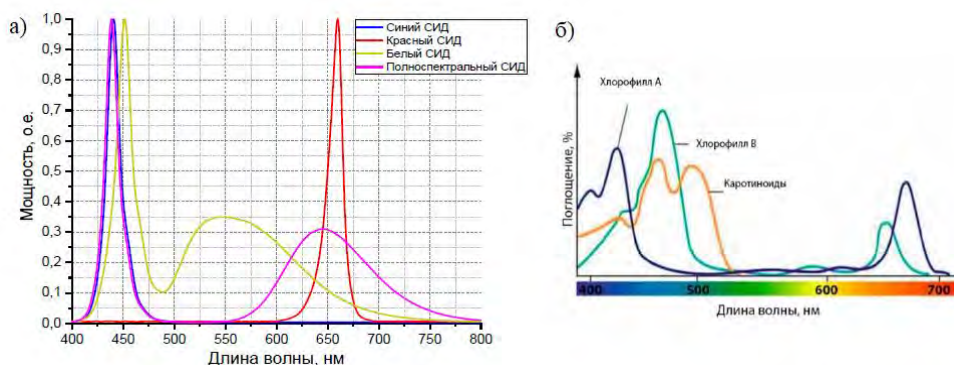 а)
Мощность, о.е.
1,0
0,9
0,8
0,7
0,6
0,5
0,4
0,3
0,2
0,1
0,0
400 450 500 550 600 650 700 750 800
Длина волны, нм
Синий СИД
Красный СИД
Белый СИД
Полноспектральный СИД
б)
Поглощение, %
Хлорофилл А
Хлорофилл В
Каротиноиды
400 500 600 700
Длина волны, нм